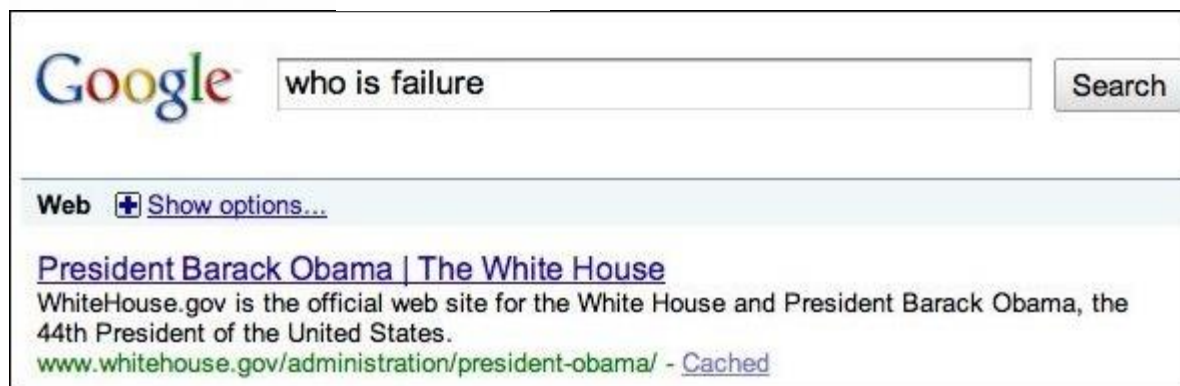 Google who is failure Search
Web Show options...
President Barack Obama | The White House
WhiteHouse.gov is the official web site for the White House and President Barack Obama, the
44th President of the United States.
www.whitehouse.gov/administration/president-obama/ - Cached